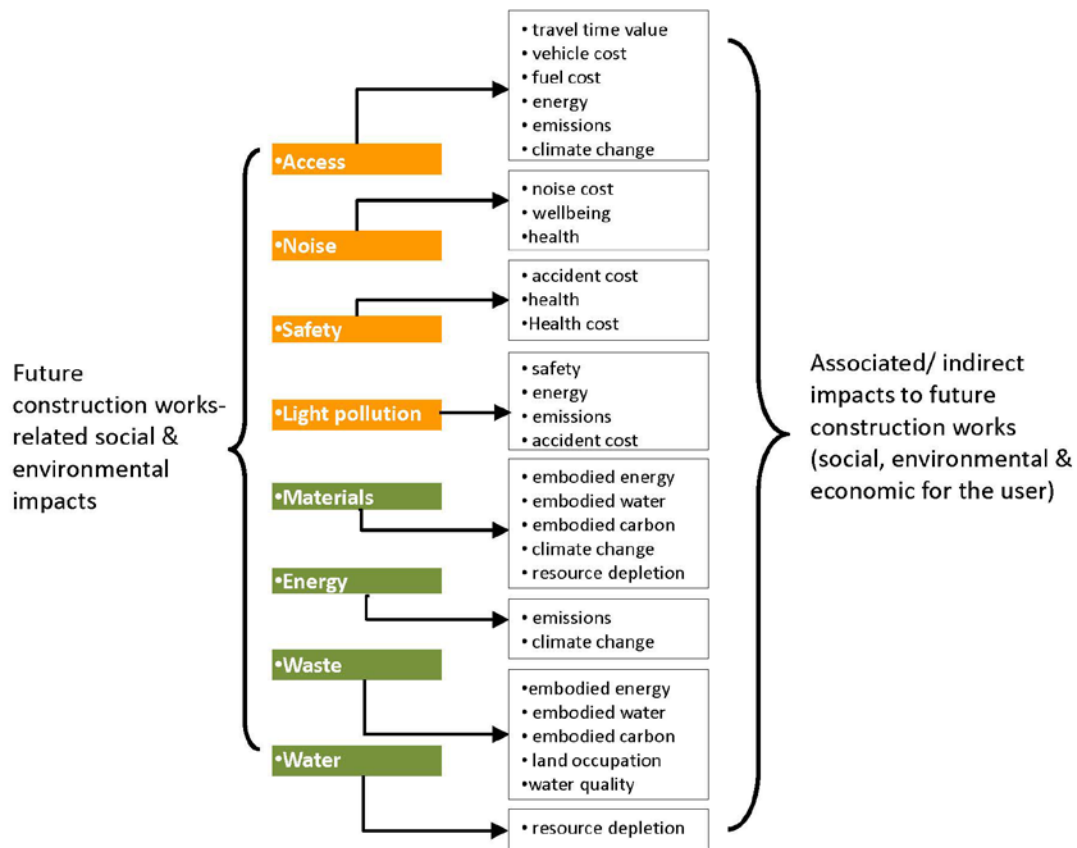 Future
construction works-
related social &
environmental
impacts
•Access
• travel time value
• vehicle cost
• fuel cost
• energy
• emissions
• climate change
•Noise
• noise cost
• wellbeing
•health
•Safety
• accident cost
•health
•Health cost
•Light pollution
• safety
• energy
• emissions
• accident cost
•Materials
• embodied energy
• embodied water
• embodied carbon
• climate change
• resource depletion
•Energy
• emissions
• climate change
•Waste
•embodied energy
• embodied water
• embodied carbon
• land occupation
•water quality
•Water
• resource depletion
Associated/ indirect
impacts to future
construction works
(social, environmental &
economic for the user)